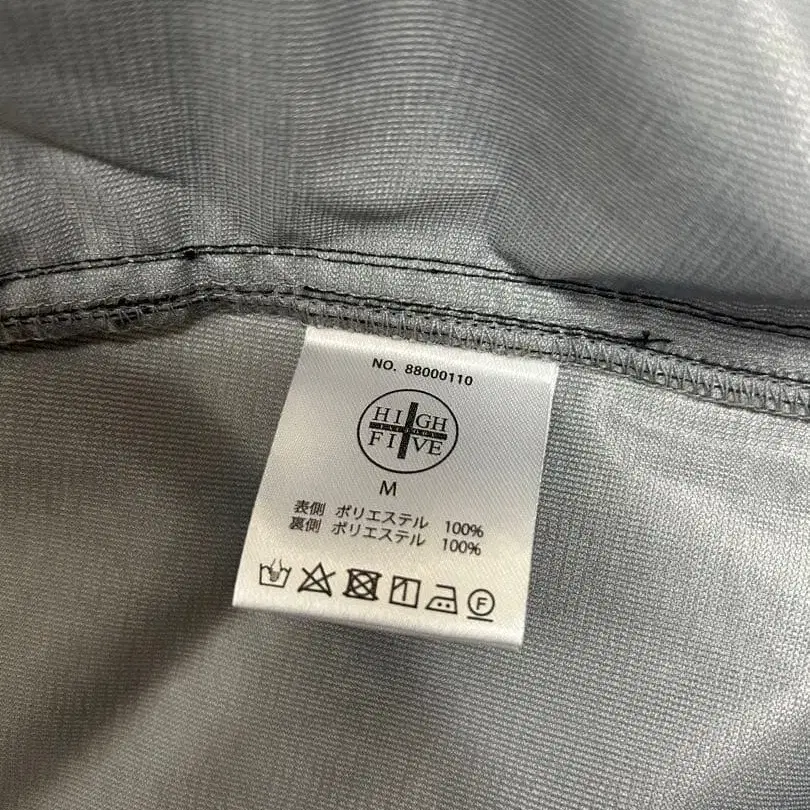 NO. 88000110
HIGH
FACTORY
FIVE
M
表側 ポリエステル 100%
裏側 ポリエステル 100%
F